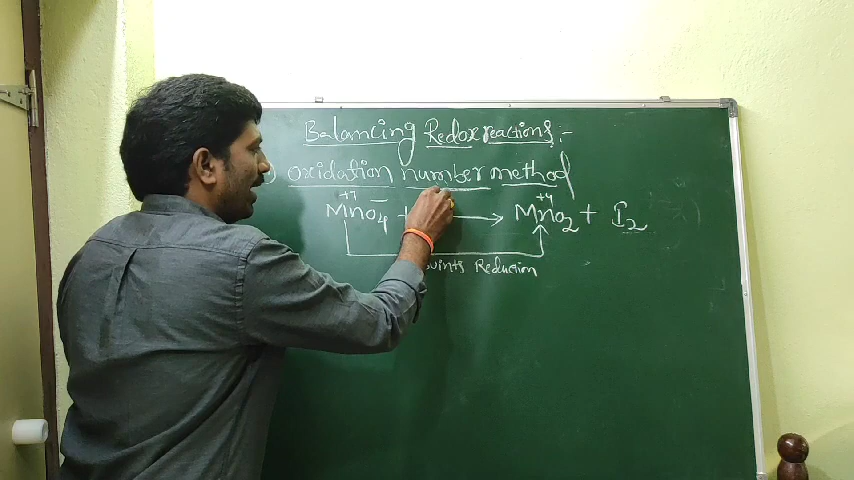 Balancing Redox reactions :-
oxidation number method
+7 +4
MnO4⁻ + → MnO2 + I2
Reduction